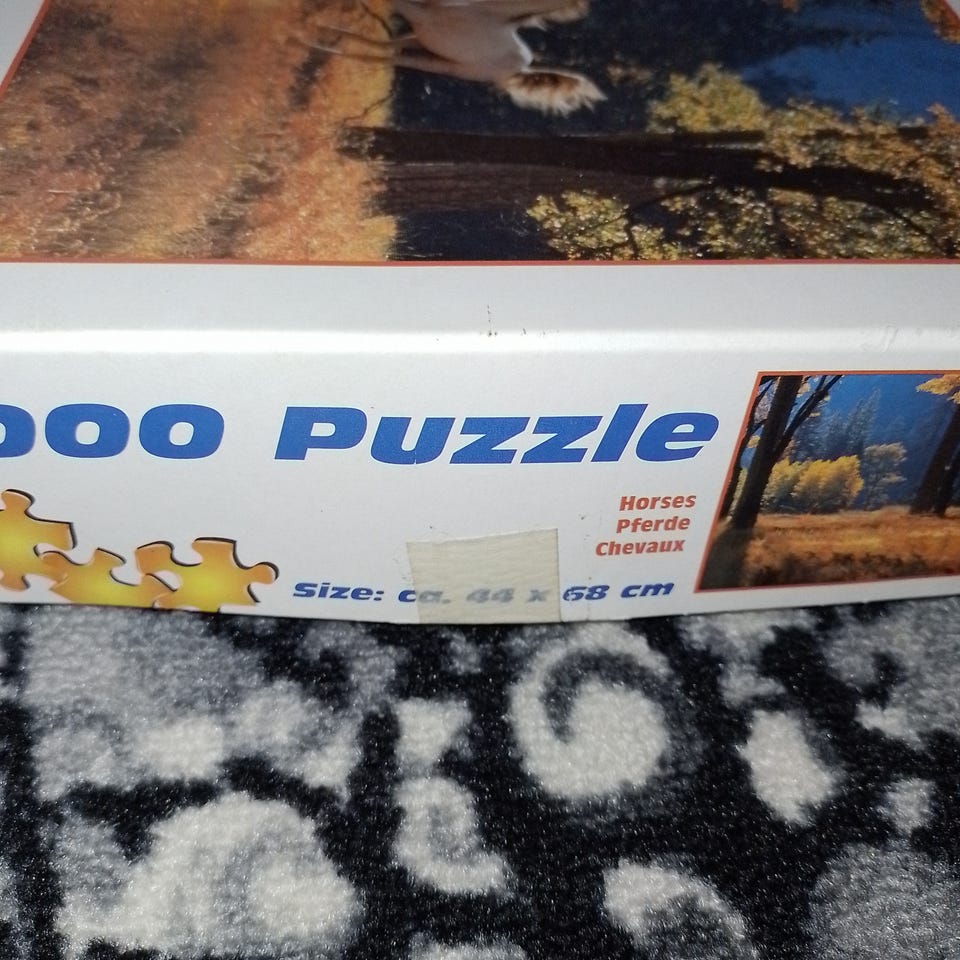 000 Puzzle
Horses
Pferde
Chevaux
Size: ca. 44 x 68 cm